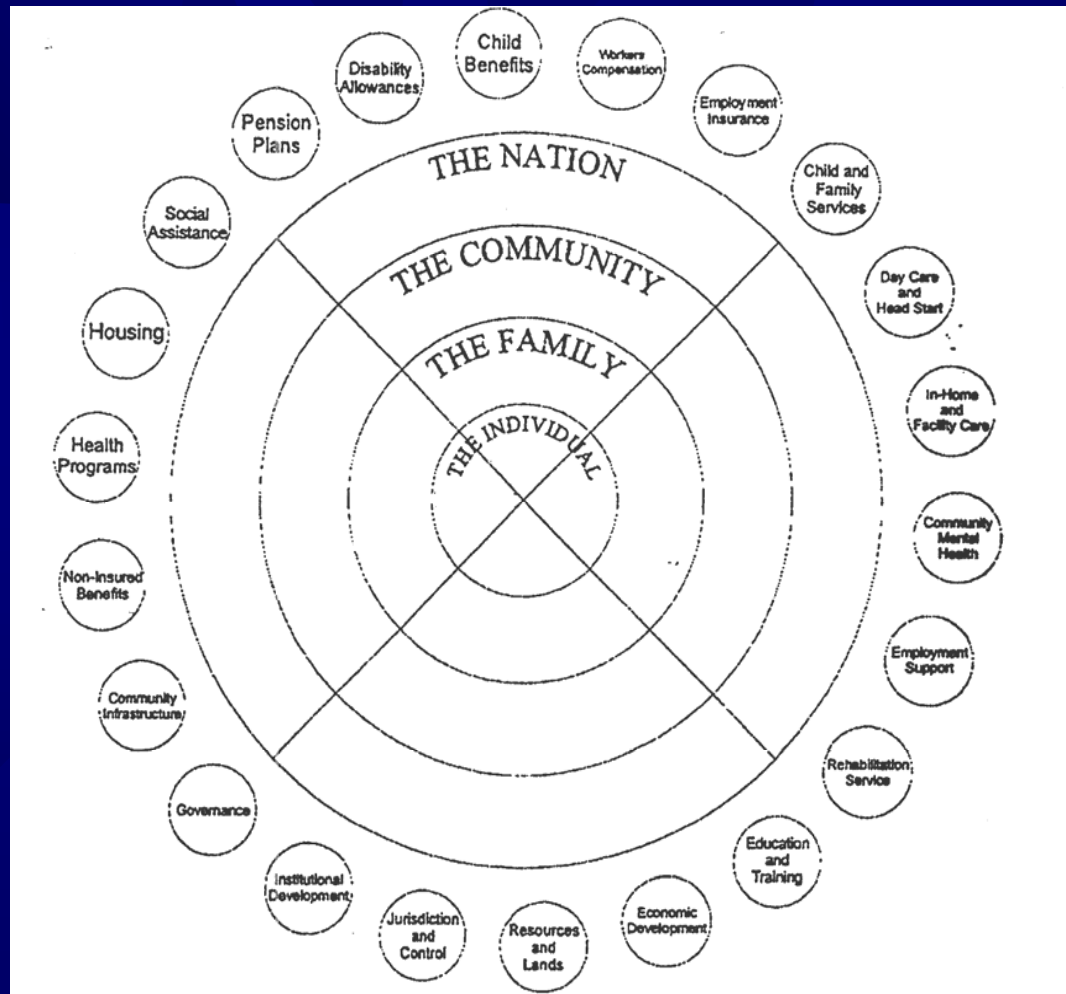 Child
Benefits
Workers
Compensation
Employment
Insurance
Child and
Family
Services
Day Care
and
Head Start
In-Home
and
Facility Care
Community
Mental
Health
Employment
Support
Rehabilitation
Service
Education
and
Training
Economic
Development
Resources
and
Lands
Jurisdiction
and
Control
Institutional
Development
Governance
Community
Infrastructure
Non-Insured
Benefits
Health
Programs
Housing
Social
Assistance
Pension
Plans
Disability
Allowances
THE NATION
THE COMMUNITY
THE FAMILY
THE INDIVIDUAL